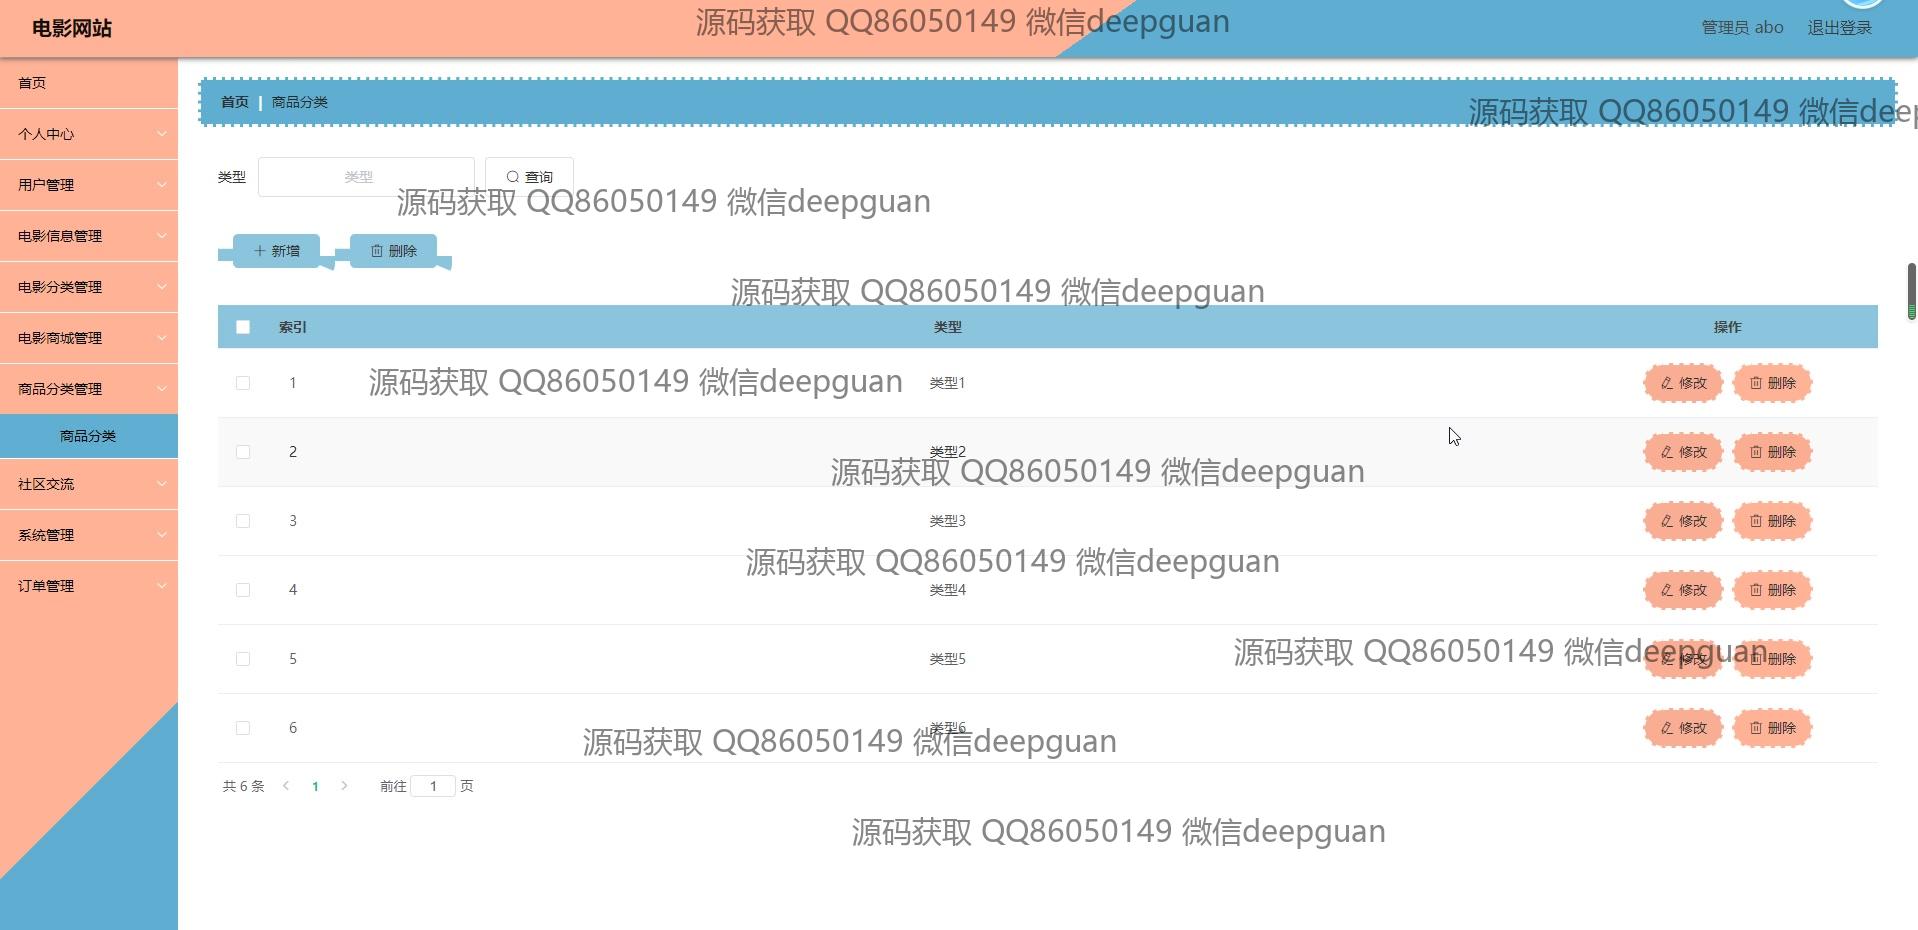 电影网站
源码获取 QQ86050149 微信deepguan
管理员 abo 退出登录
首页
个人中心
用户管理
电影信息管理
电影分类管理
电影商城管理
商品分类管理
商品分类
社区交流
系统管理
订单管理
首页 | 商品分类
源码获取 QQ86050149 微信deep
类型 类型 查询
源码获取 QQ86050149 微信deepguan
新增 删除
源码获取 QQ86050149 微信deepguan
索引 类型 操作
1 类型1 修改 删除
源码获取 QQ86050149 微信deepguan
2 类型2 修改 删除
源码获取 QQ86050149 微信deepguan
3 类型3 修改 删除
源码获取 QQ86050149 微信deepguan
4 类型4 修改 删除
源码获取 QQ86050149 微信deepguan
5 类型5 修改 删除
6 类型6 修改 删除
源码获取 QQ86050149 微信deepguan
共 6 条 1 前往 1 页
源码获取 QQ86050149 微信deepguan